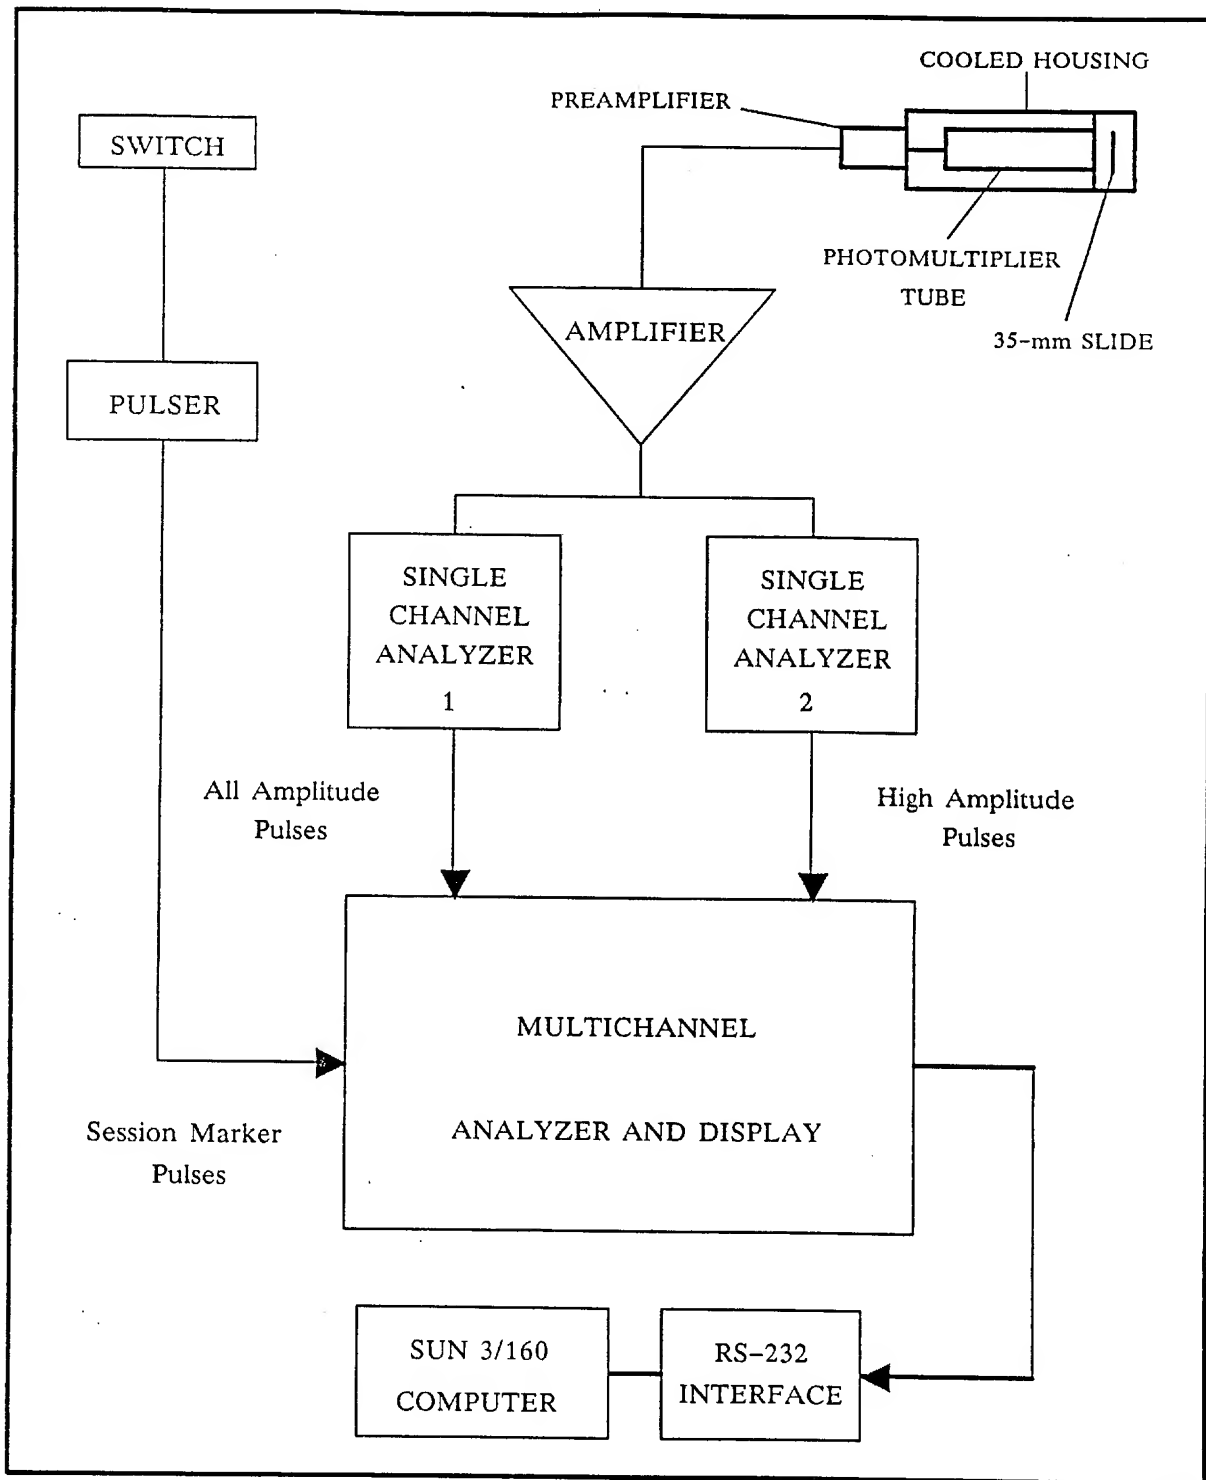 COOLED HOUSING
PREAMPLIFIER
SWITCH
PHOTOMULTIPLIER
TUBE
35-mm SLIDE
AMPLIFIER
PULSER
SINGLE
CHANNEL
ANALYZER
1
SINGLE
CHANNEL
ANALYZER
2
All Amplitude
Pulses
High Amplitude
Pulses
MULTICHANNEL
ANALYZER AND DISPLAY
Session Marker
Pulses
SUN 3/160
COMPUTER
RS-232
INTERFACE